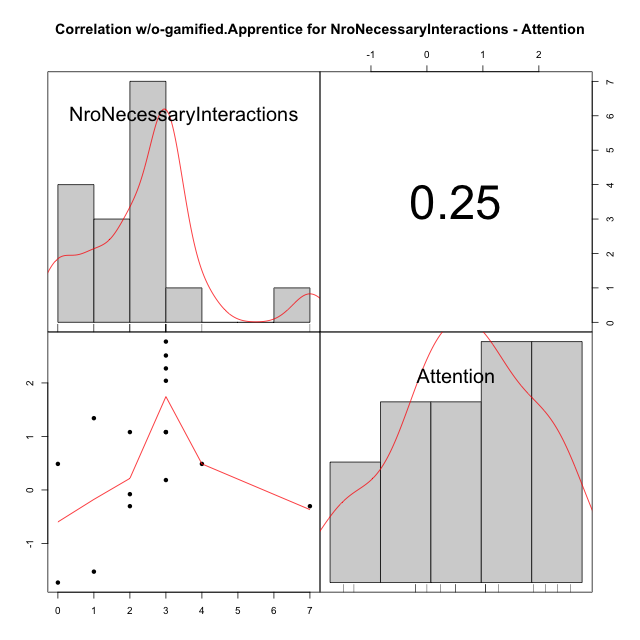 Correlation w/o-gamified.Apprentice for NroNecessaryInteractions - Attention
-1 0 1 2
NroNecessaryInteractions
0.25
0 1 2 3 4 5 6 7
Attention
-1 0 1 2
0 1 2 3 4 5 6 7